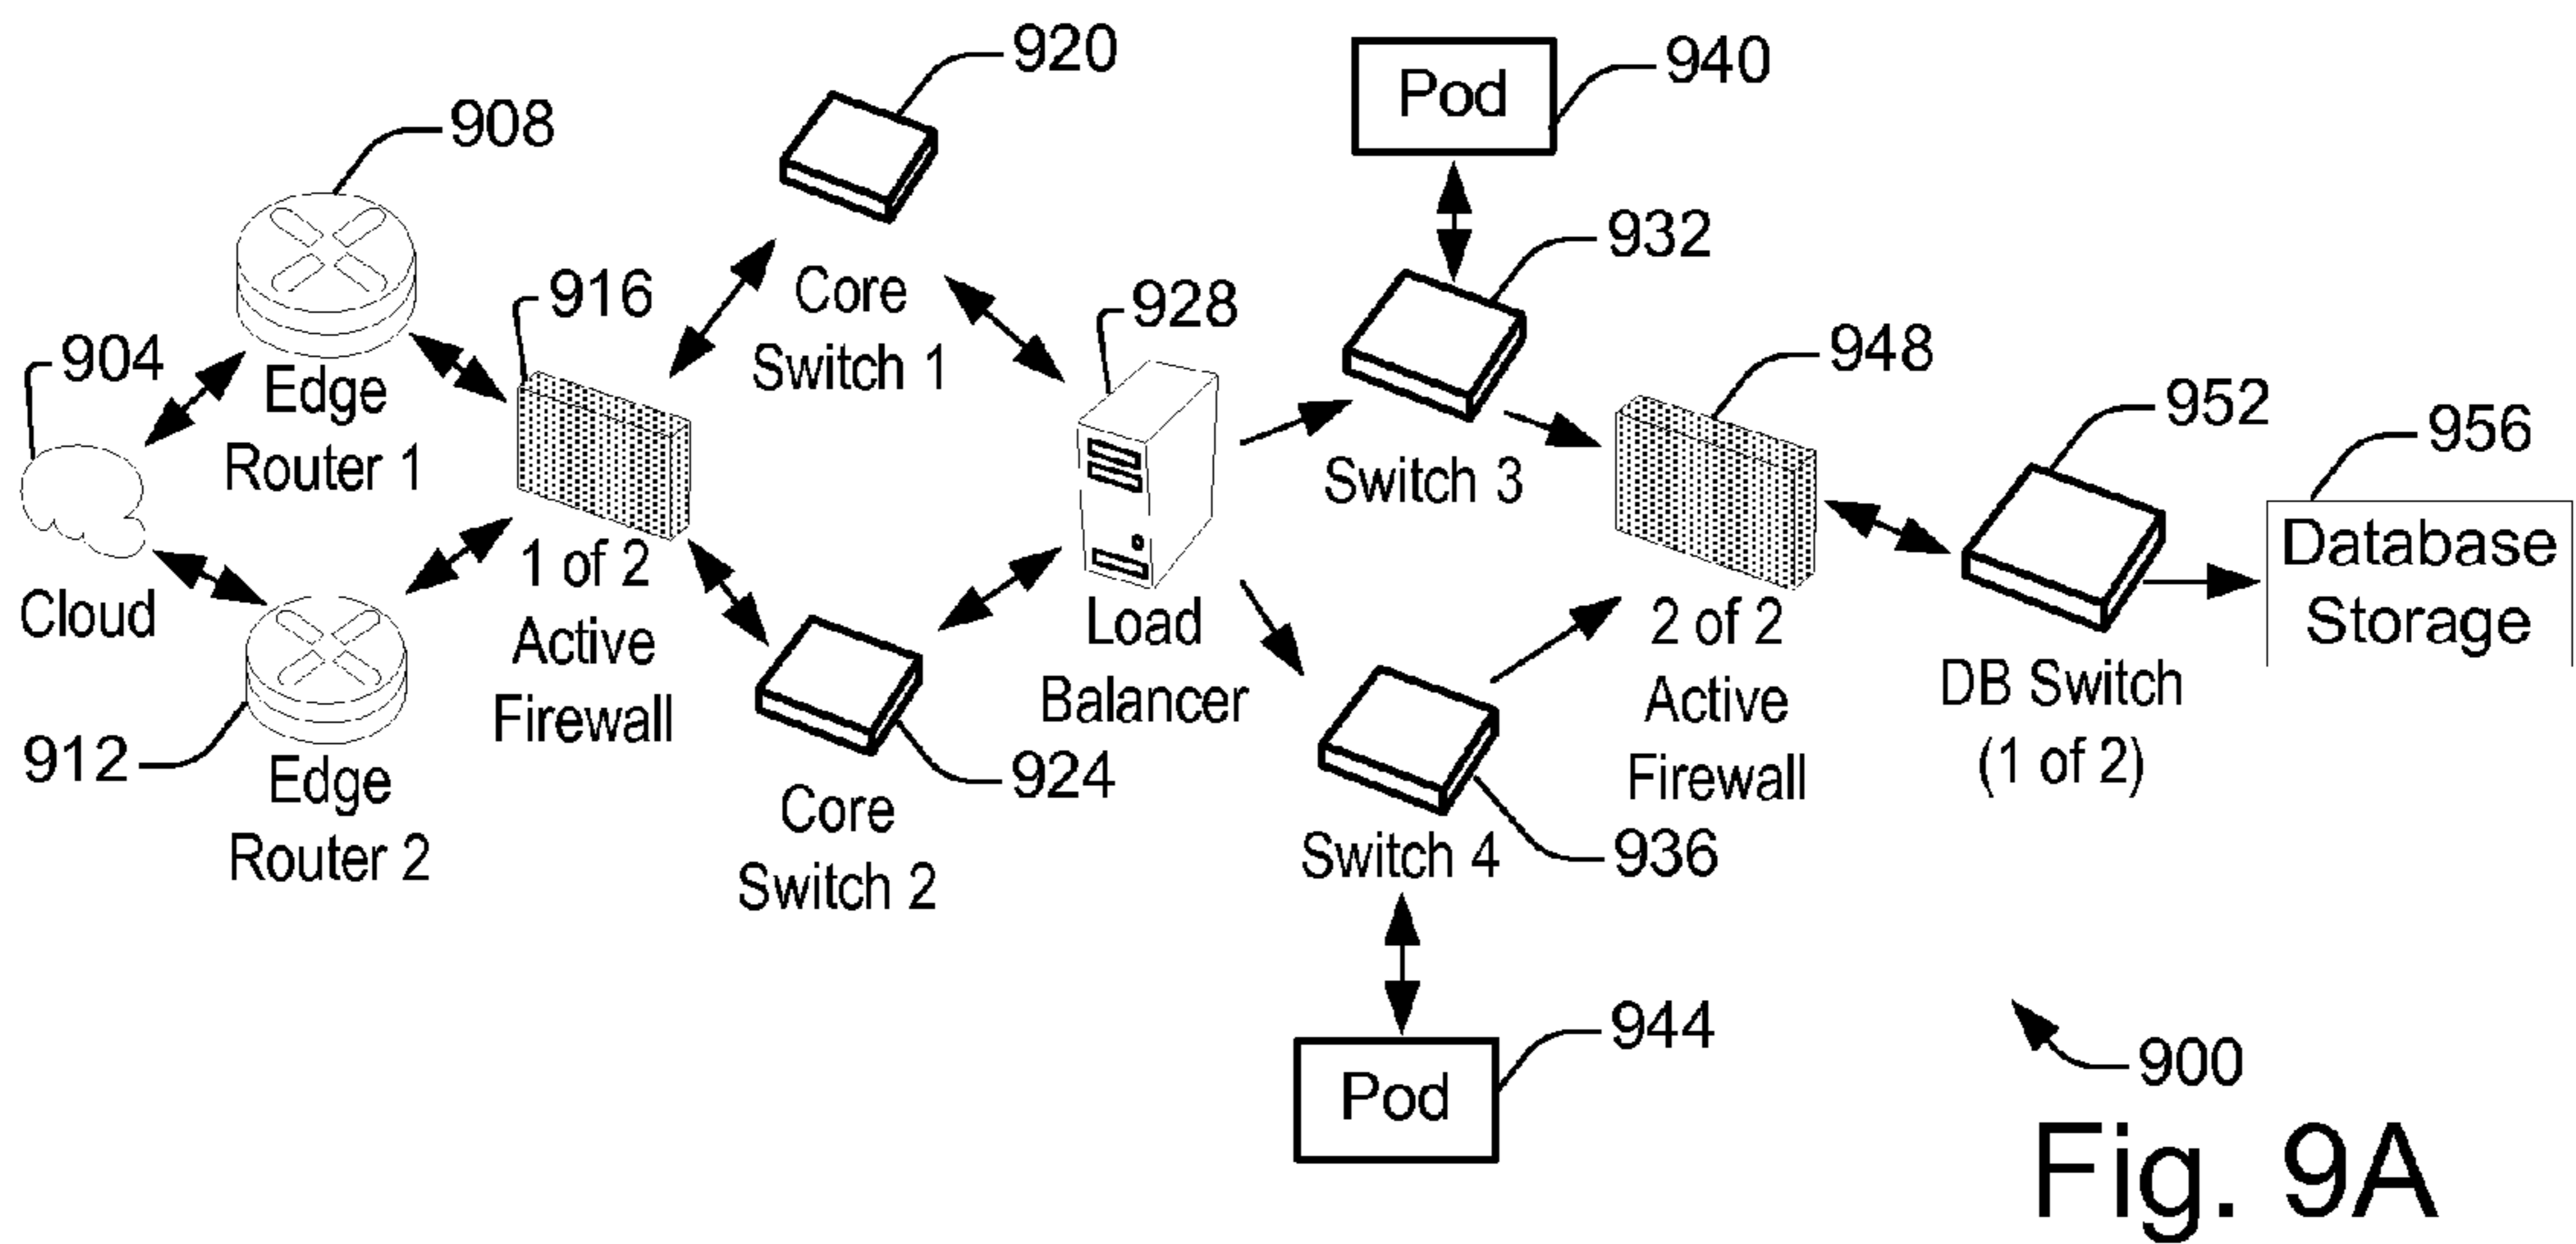 920
940
Pod
908
932
916
Core
Switch 1
928
948
904
Edge
Router 1
952
956
Switch 3
Database
Storage
Cloud
1 of 2
Active
Firewall
Load
Balancer
2 of 2
Active
Firewall
DB Switch
(1 of 2)
912
Edge
Router 2
924
Core
Switch 2
Switch 4
936
944
Pod
900
Fig. 9A